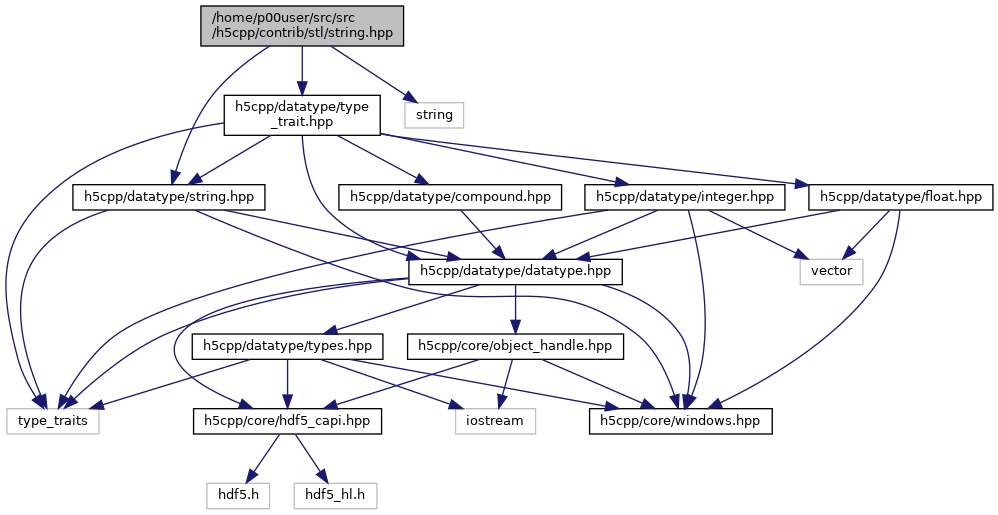 /home/p00user/src/src
/h5cpp/contrib/stl/string.hpp
h5cpp/datatype/type
_trait.hpp
string
h5cpp/datatype/string.hpp
h5cpp/datatype/compound.hpp
h5cpp/datatype/integer.hpp
h5cpp/datatype/float.hpp
h5cpp/datatype/datatype.hpp
vector
h5cpp/datatype/types.hpp
h5cpp/core/object_handle.hpp
type_traits
h5cpp/core/hdf5_capi.hpp
iostream
h5cpp/core/windows.hpp
hdf5.h
hdf5_hl.h